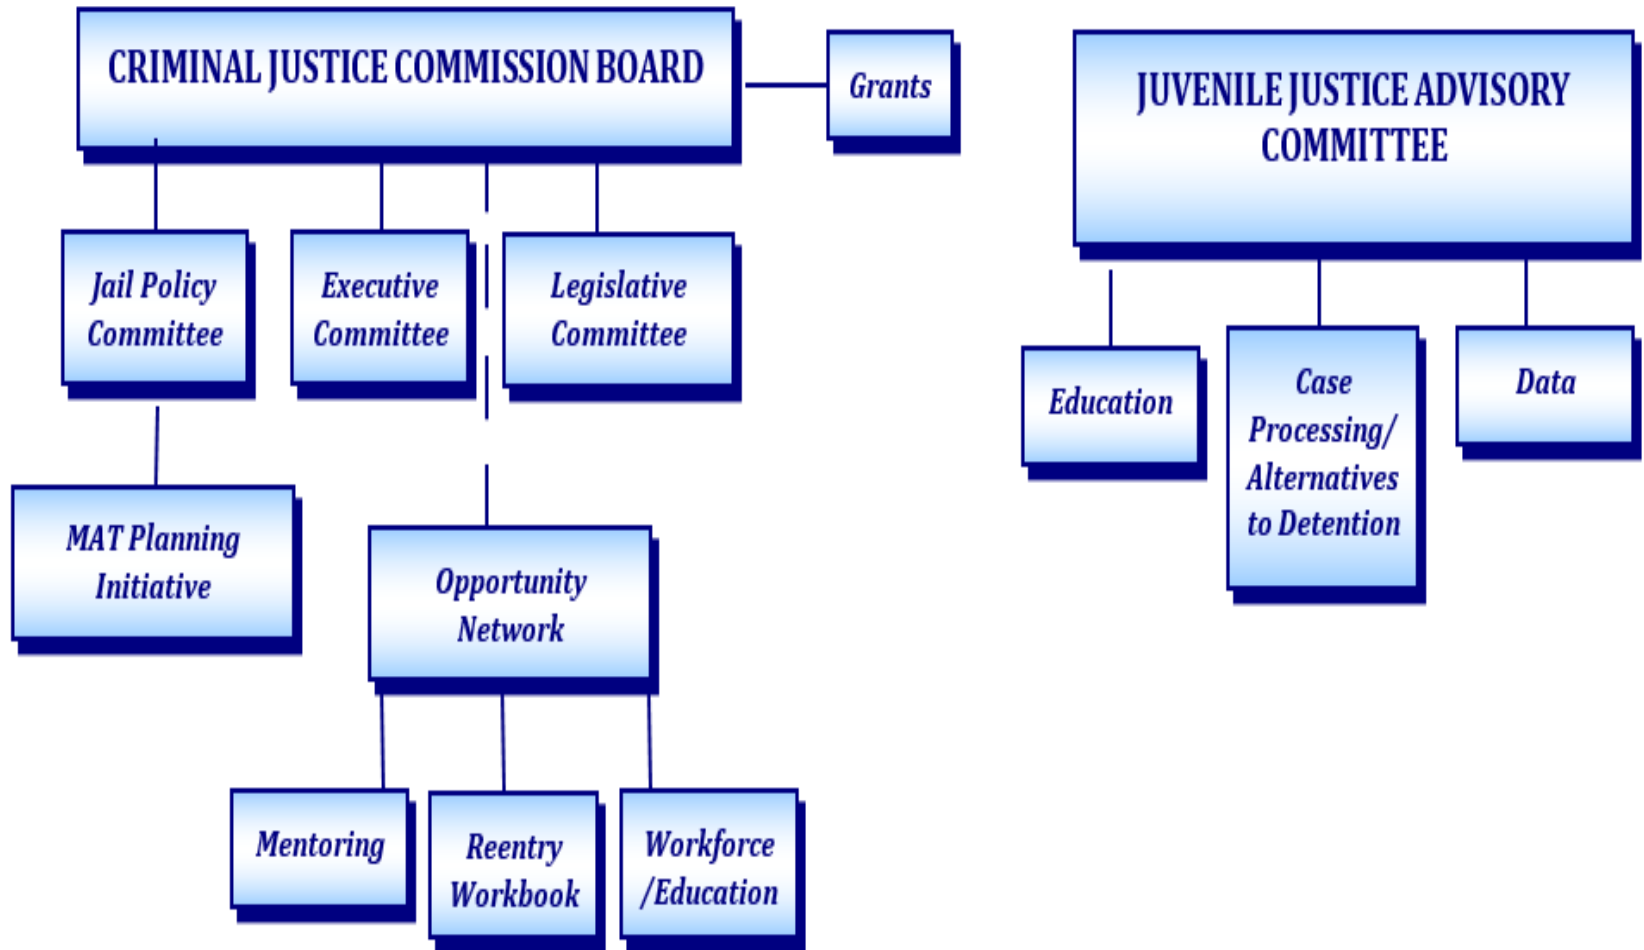 CRIMINAL JUSTICE COMMISSION BOARD
Grants
Jail Policy
Committee
Executive
Committee
Legislative
Committee
MAT Planning
Initiative
Opportunity
Network
Mentoring
Reentry
Workbook
Workforce
/Education
JUVENILE JUSTICE ADVISORY
COMMITTEE
Education
Case
Processing/
Alternatives
to Detention
Data